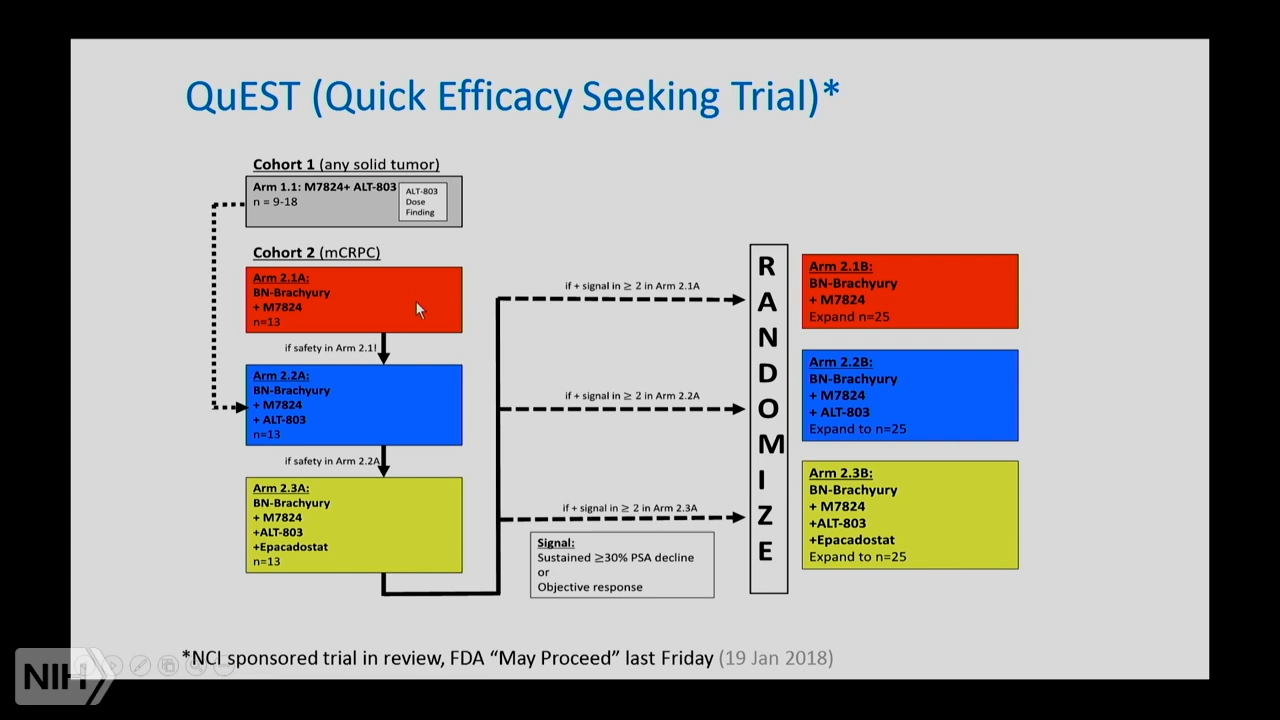 QuEST (Quick Efficacy Seeking Trial)*
Cohort 1 (any solid tumor)
Arm 1.1: M7824+ ALT-803
n = 9-18
ALT-803
Dose
Finding
Cohort 2 (mCRPC)
Arm 2.1A:
BN-Brachyury
+ M7824
n=13
if safety in Arm 2.1!
Arm 2.2A:
BN-Brachyury
+ M7824
+ ALT-803
n=13
if safety in Arm 2.2A
Arm 2.3A:
BN-Brachyury
+ M7824
+ALT-803
+Epacadostat
n=13
if + signal in ≥ 2 in Arm 2.1A
if + signal in ≥ 2 in Arm 2.2A
if + signal in ≥ 2 in Arm 2.3A
Signal:
Sustained ≥30% PSA decline
or
Objective response
R
A
N
D
O
M
I
Z
E
Arm 2.1B:
BN-Brachyury
+ M7824
Expand n=25
Arm 2.2B:
BN-Brachyury
+ M7824
+ ALT-803
Expand to n=25
Arm 2.3B:
BN-Brachyury
+ M7824
+ALT-803
+Epacadostat
Expand to n=25
*NCI sponsored trial in review, FDA “May Proceed” last Friday (19 Jan 2018)
NIH